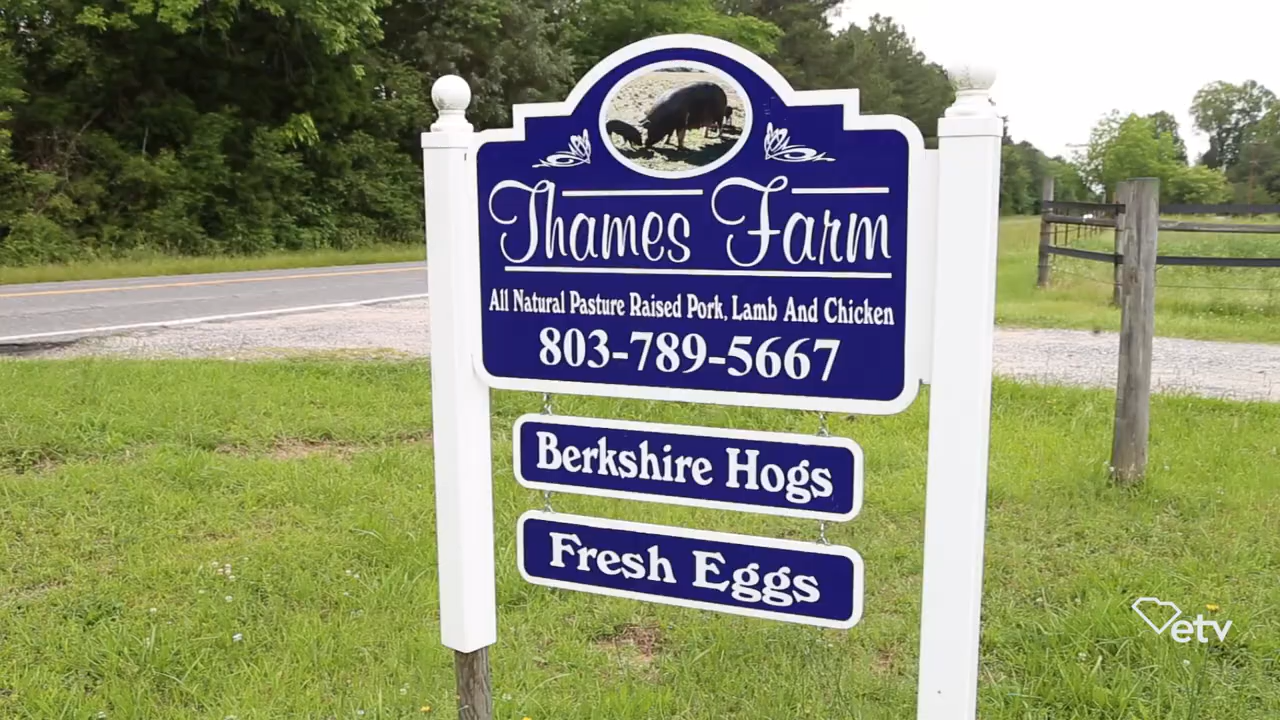 Thames Farm
All Natural Pasture Raised Pork, Lamb And Chicken
803-789-5667
Berkshire Hogs
Fresh Eggs
etv